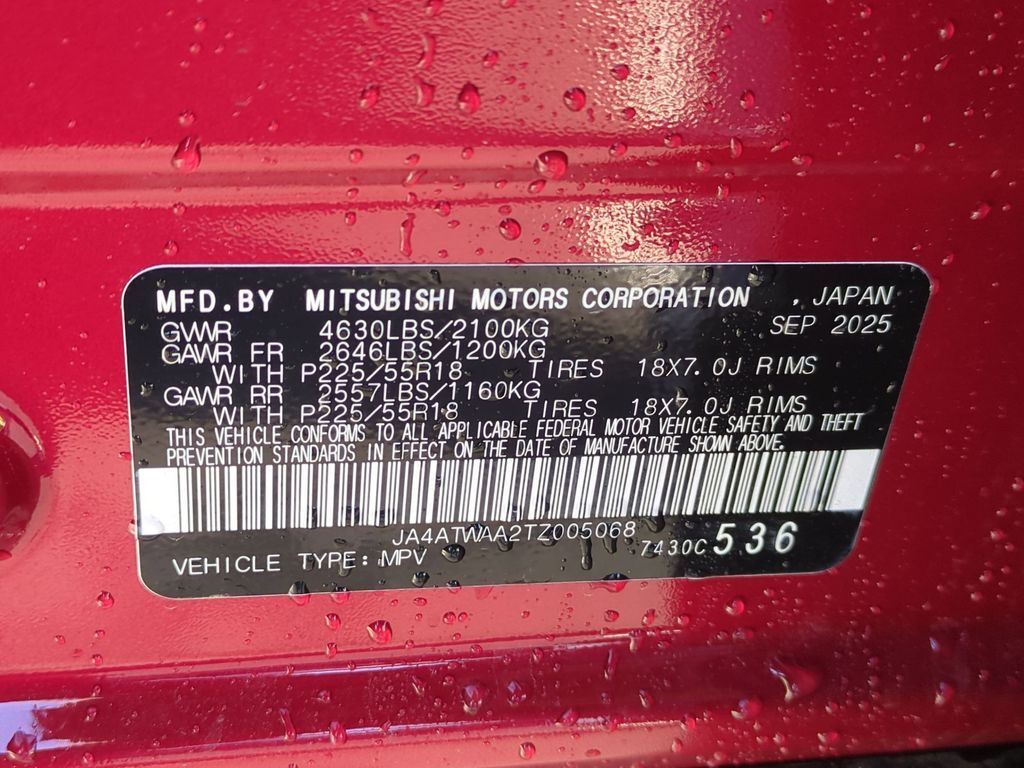 MFD.BY MITSUBISHI MOTORS CORPORATION , JAPAN
SEP 2025
GVWR 4630LBS/2100KG
GAWR FR 2646LBS/1200KG
WITH P225/55R18 TIRES 18X7.0J RIMS
GAWR RR 2557LBS/1160KG
WITH P225/55R18 TIRES 18X7.0J RIMS
THIS VEHICLE CONFORMS TO ALL APPLICABLE FEDERAL MOTOR VEHICLE SAFETY AND THEFT
PREVENTION STANDARDS IN EFFECT ON THE DATE OF MANUFACTURE SHOWN ABOVE.
JA4ATWAA2TZ005068
7430C 536
VEHICLE TYPE: MPV